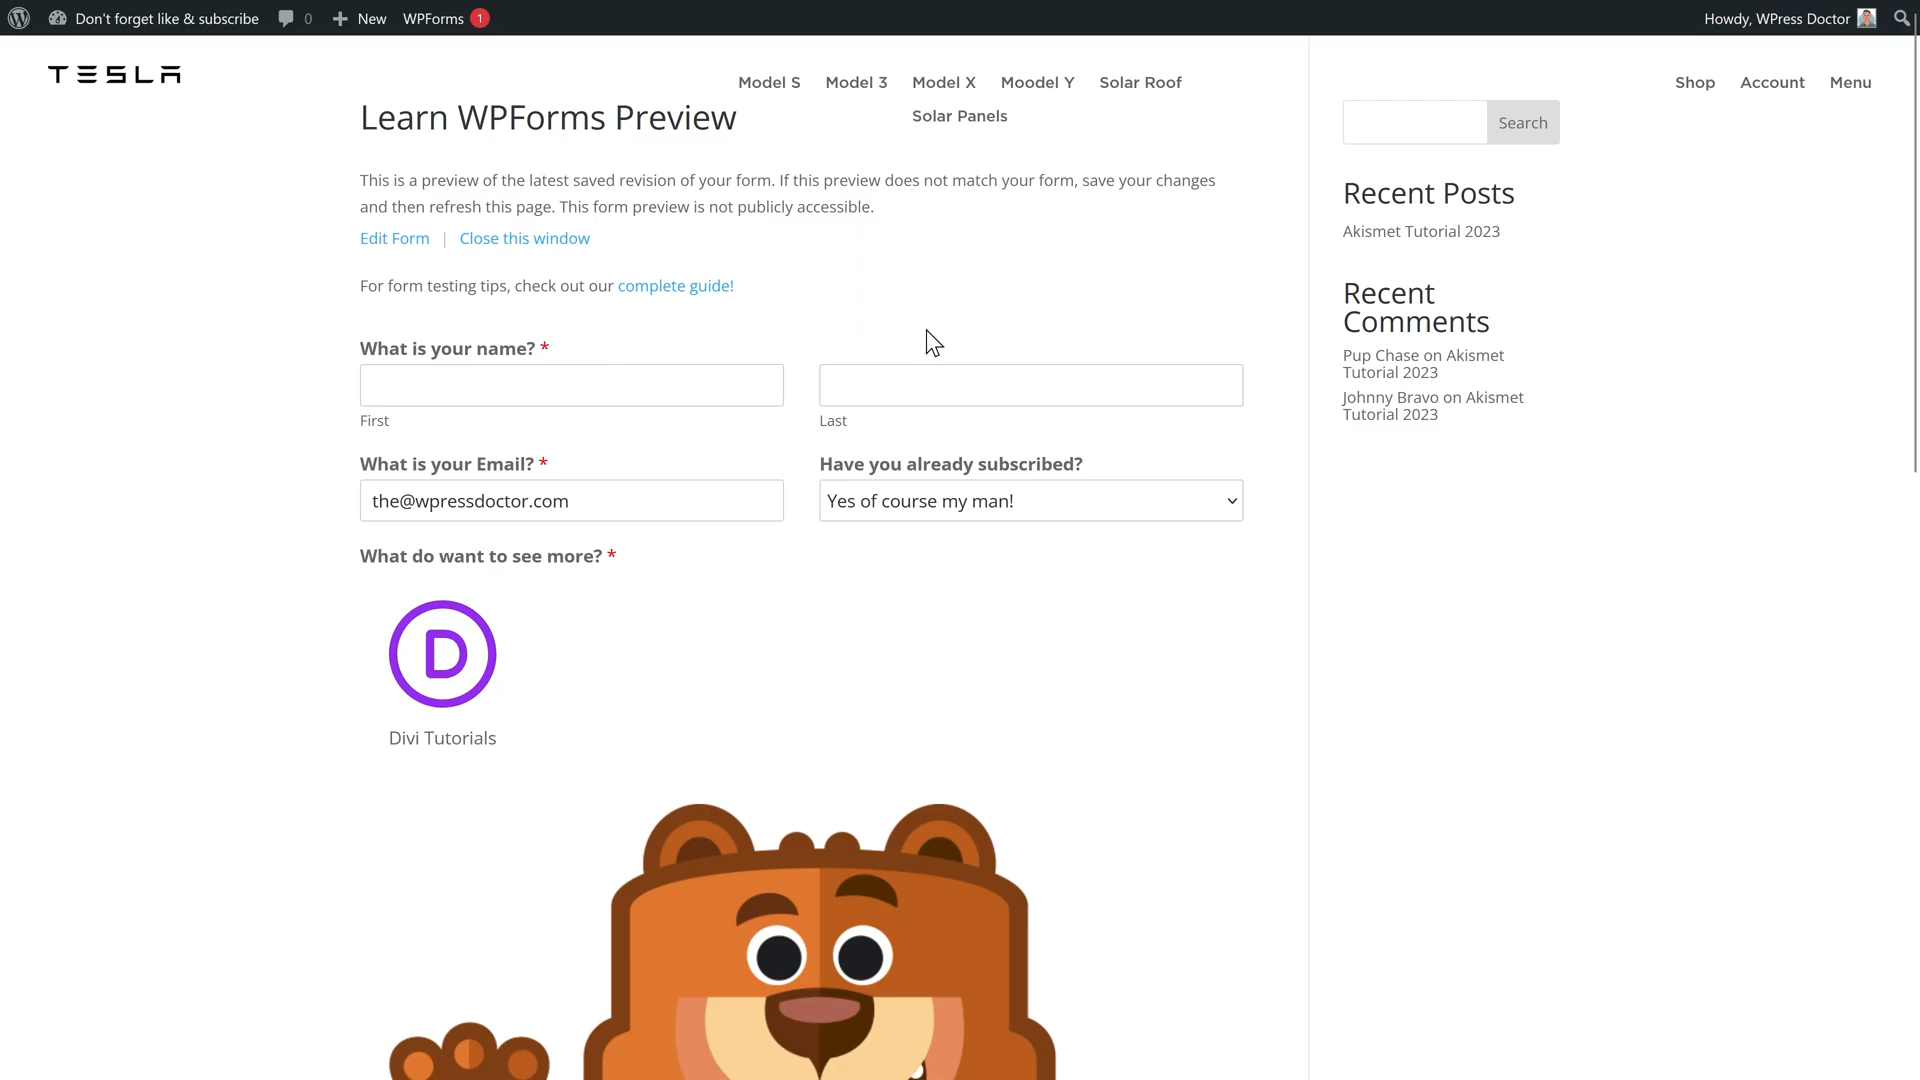 Don't forget like & subscribe 0 New WPForms 1 Howdy, WPress Doctor
TESLA Model S Model 3 Model X Moodel Y Solar Roof Shop Account Menu
Solar Panels
Learn WPForms Preview
This is a preview of the latest saved revision of your form. If this preview does not match your form, save your changes
and then refresh this page. This form preview is not publicly accessible.
Edit Form | Close this window
For form testing tips, check out our complete guide!
What is your name? *
First Last
What is your Email? * Have you already subscribed?
the@wpressdoctor.com Yes of course my man!
What do want to see more? *
D
Divi Tutorials
Search
Recent Posts
Akismet Tutorial 2023
Recent
Comments
Pup Chase on Akismet
Tutorial 2023
Johnny Bravo on Akismet
Tutorial 2023